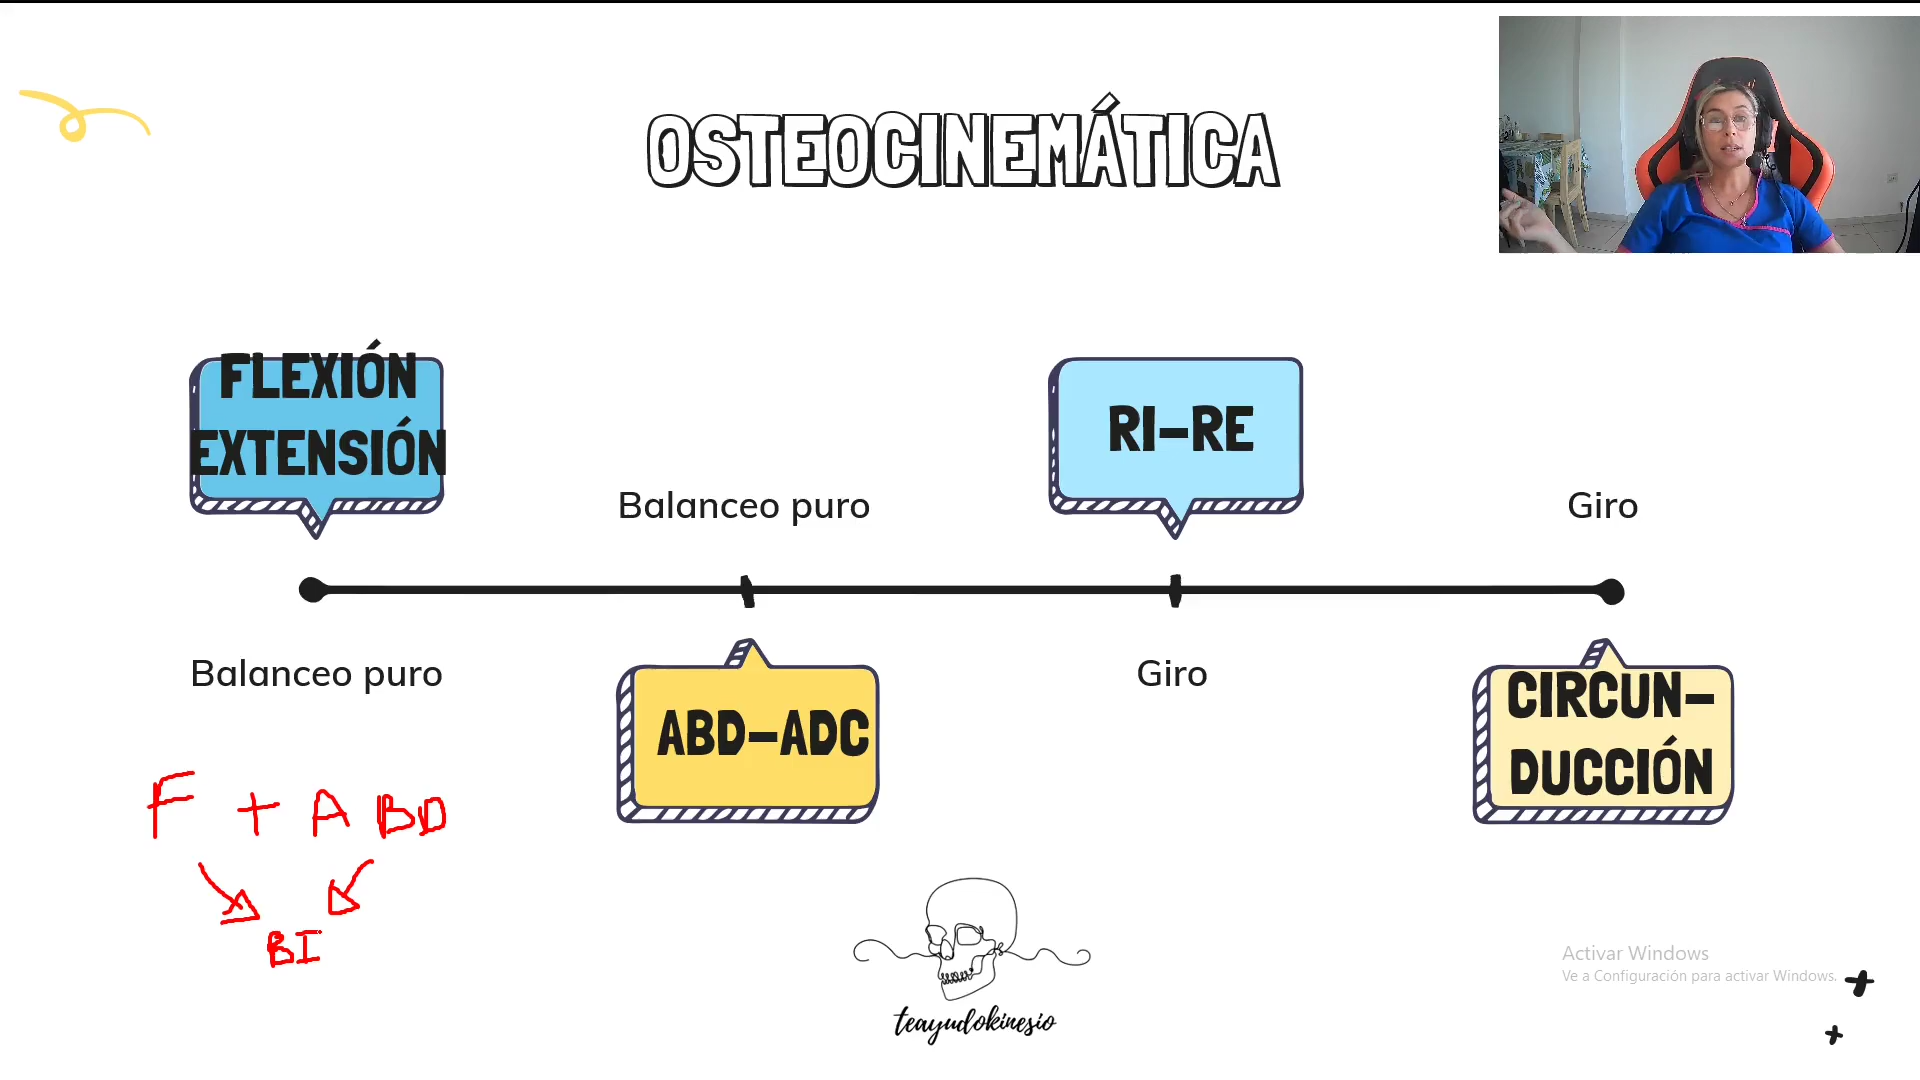 OSTEOCINEMÁTICA
FLEXIÓN
EXTENSIÓN
Balanceo puro
RI-RE
Giro
Balanceo puro
ABD-ADC
Giro
CIRCUN-
DUCCIÓN
F + ABD
BI
teayudokinesio
Activar Windows
Ve a Configuración para activar Windows.